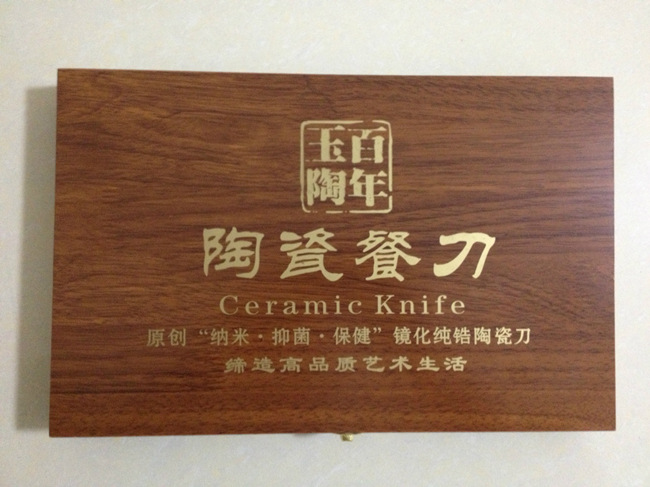 百年
玉陶
陶瓷餐刀
Ceramic Knife
原创“纳米·抑菌·保健”镜化纯锆陶瓷刀
缔造高品质艺术生活